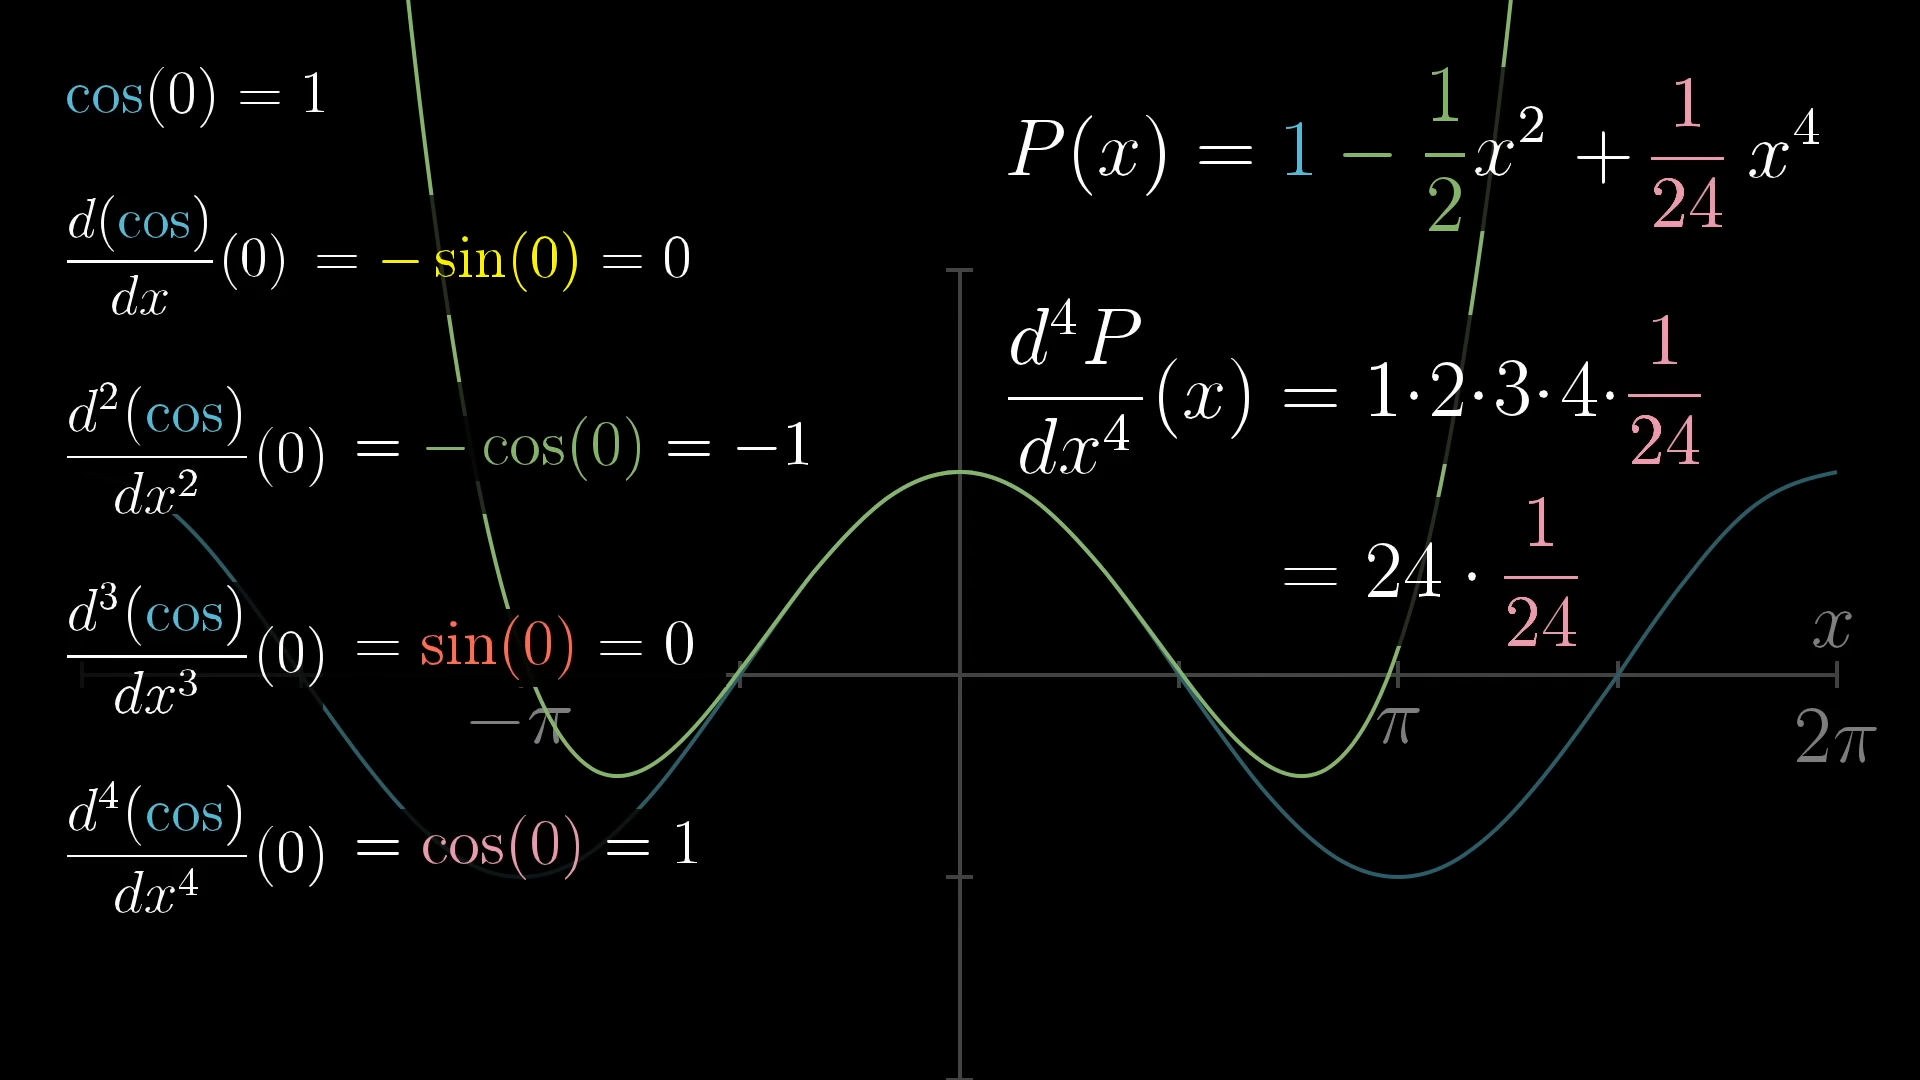 cos(0) = 1
d(cos)/dx (0) = − sin(0) = 0
d²(cos)/dx² (0) = − cos(0) = −1
d³(cos)/dx³ (0) = sin(0) = 0
d⁴(cos)/dx⁴ (0) = cos(0) = 1
P(x) = 1 − 1/2 x² + 1/24 x⁴
d⁴P/dx⁴ (x) = 1·2·3·4· 1/24
= 24 · 1/24
x
−π π 2π